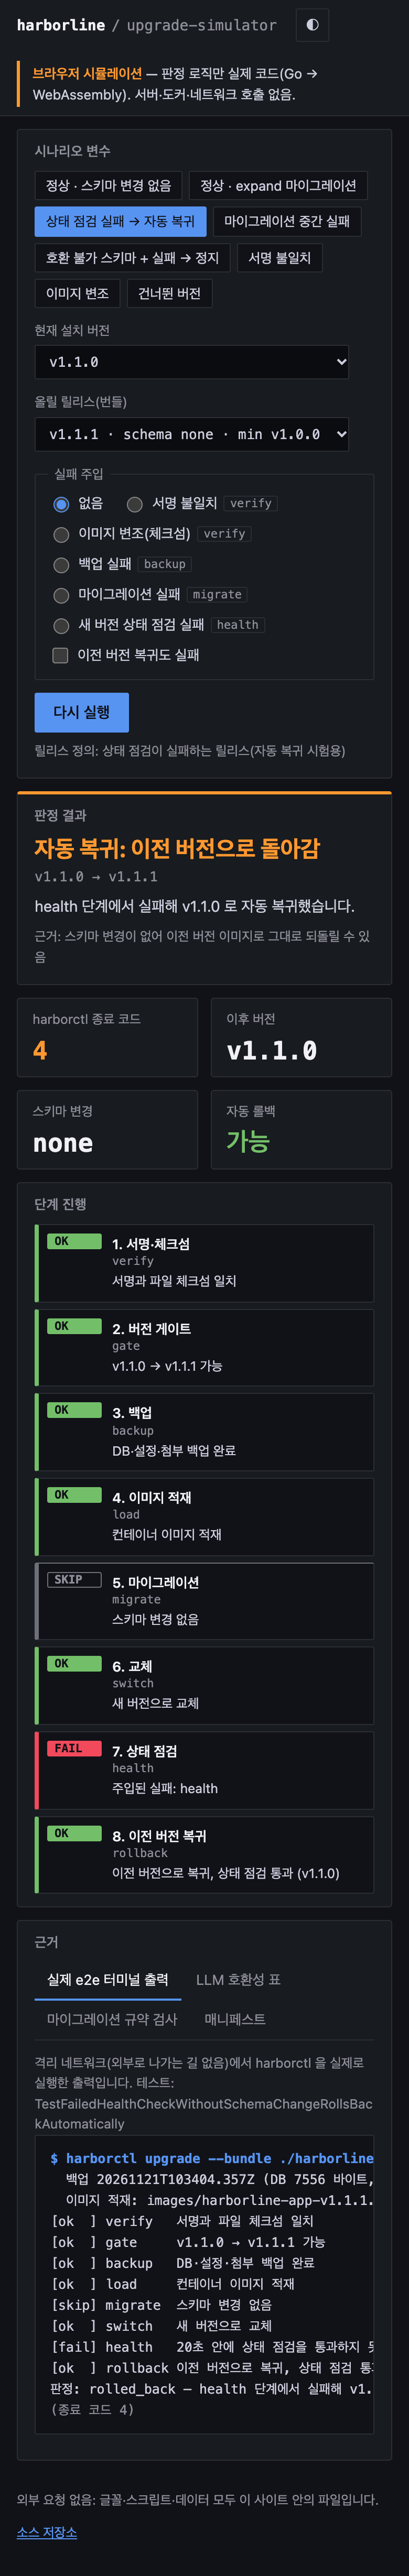 harborline / upgrade-simulator
브라우저 시뮬레이션 — 판정 로직만 실제 코드(Go →
WebAssembly). 서버·도커·네트워크 호출 없음.
시나리오 변수
정상 · 스키마 변경 없음
정상 · expand 마이그레이션
상태 점검 실패 → 자동 복귀
마이그레이션 중간 실패
호환 불가 스키마 + 실패 → 정지
서명 불일치
이미지 변조
건너뛴 버전
현재 설치 버전
v1.1.0
올릴 릴리스(번들)
v1.1.1 · schema none · min v1.0.0
실패 주입
없음
서명 불일치 verify
이미지 변조(체크섬) verify
백업 실패 backup
마이그레이션 실패 migrate
새 버전 상태 점검 실패 health
이전 버전 복귀도 실패
다시 실행
릴리스 정의: 상태 점검이 실패하는 릴리스(자동 복귀 시험용)
판정 결과
자동 복귀: 이전 버전으로 돌아감
v1.1.0 → v1.1.1
health 단계에서 실패해 v1.1.0 로 자동 복귀했습니다.
근거: 스키마 변경이 없어 이전 버전 이미지로 그대로 되돌릴 수 있
음
harborctl 종료 코드
4
이후 버전
v1.1.0
스키마 변경
none
자동 롤백
가능
단계 진행
OK
1. 서명·체크섬
verify
서명과 파일 체크섬 일치
OK
2. 버전 게이트
gate
v1.1.0 → v1.1.1 가능
OK
3. 백업
backup
DB·설정·첨부 백업 완료
OK
4. 이미지 적재
load
컨테이너 이미지 적재
SKIP
5. 마이그레이션
migrate
스키마 변경 없음
OK
6. 교체
switch
새 버전으로 교체
FAIL
7. 상태 점검
health
주입된 실패: health
OK
8. 이전 버전 복귀
rollback
이전 버전으로 복귀, 상태 점검 통과 (v1.1.0)
근거
실제 e2e 터미널 출력
LLM 호환성 표
마이그레이션 규약 검사
매니페스트
격리 네트워크(외부로 나가는 길 없음)에서 harborctl 을 실제로
실행한 출력입니다. 테스트:
TestFailedHealthCheckWithoutSchemaChangeRollsBac
kAutomatically
$ harborctl upgrade --bundle ./harborline
백업 20261121T103404.357Z (DB 7556 바이트,
이미지 적재: images/harborline-app-v1.1.1.
[ok  ] verify   서명과 파일 체크섬 일치
[ok  ] gate     v1.1.0 → v1.1.1 가능
[ok  ] backup   DB·설정·첨부 백업 완료
[ok  ] load     컨테이너 이미지 적재
[skip] migrate  스키마 변경 없음
[ok  ] switch   새 버전으로 교체
[fail] health   20초 안에 상태 점검을 통과하지
[ok  ] rollback 이전 버전으로 복귀, 상태 점검
판정: rolled_back — health 단계에서 실패해 v1.
(종료 코드 4)
외부 요청 없음: 글꼴·스크립트·데이터 모두 이 사이트 안의 파일입니다.
소스 저장소